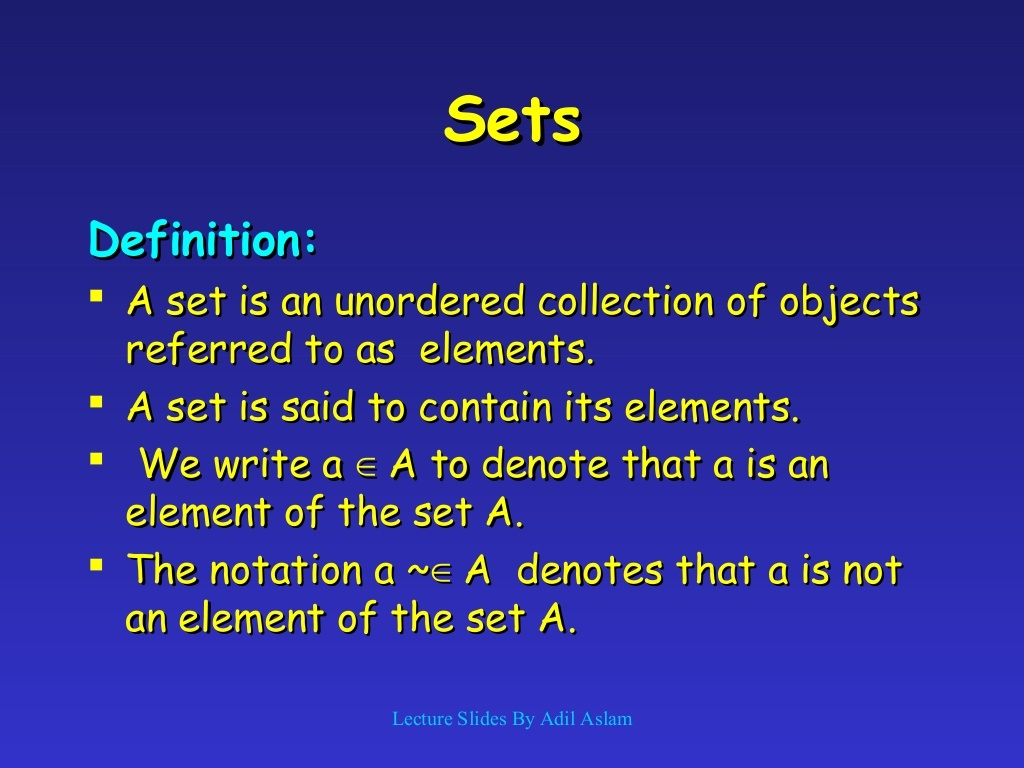 Sets
Definition:
▪ A set is an unordered collection of objects
referred to as  elements.
▪ A set is said to contain its elements.
▪  We write a ∈ A to denote that a is an
element of the set A.
▪ The notation a ~∈ A  denotes that a is not
an element of the set A.
Lecture Slides By Adil Aslam